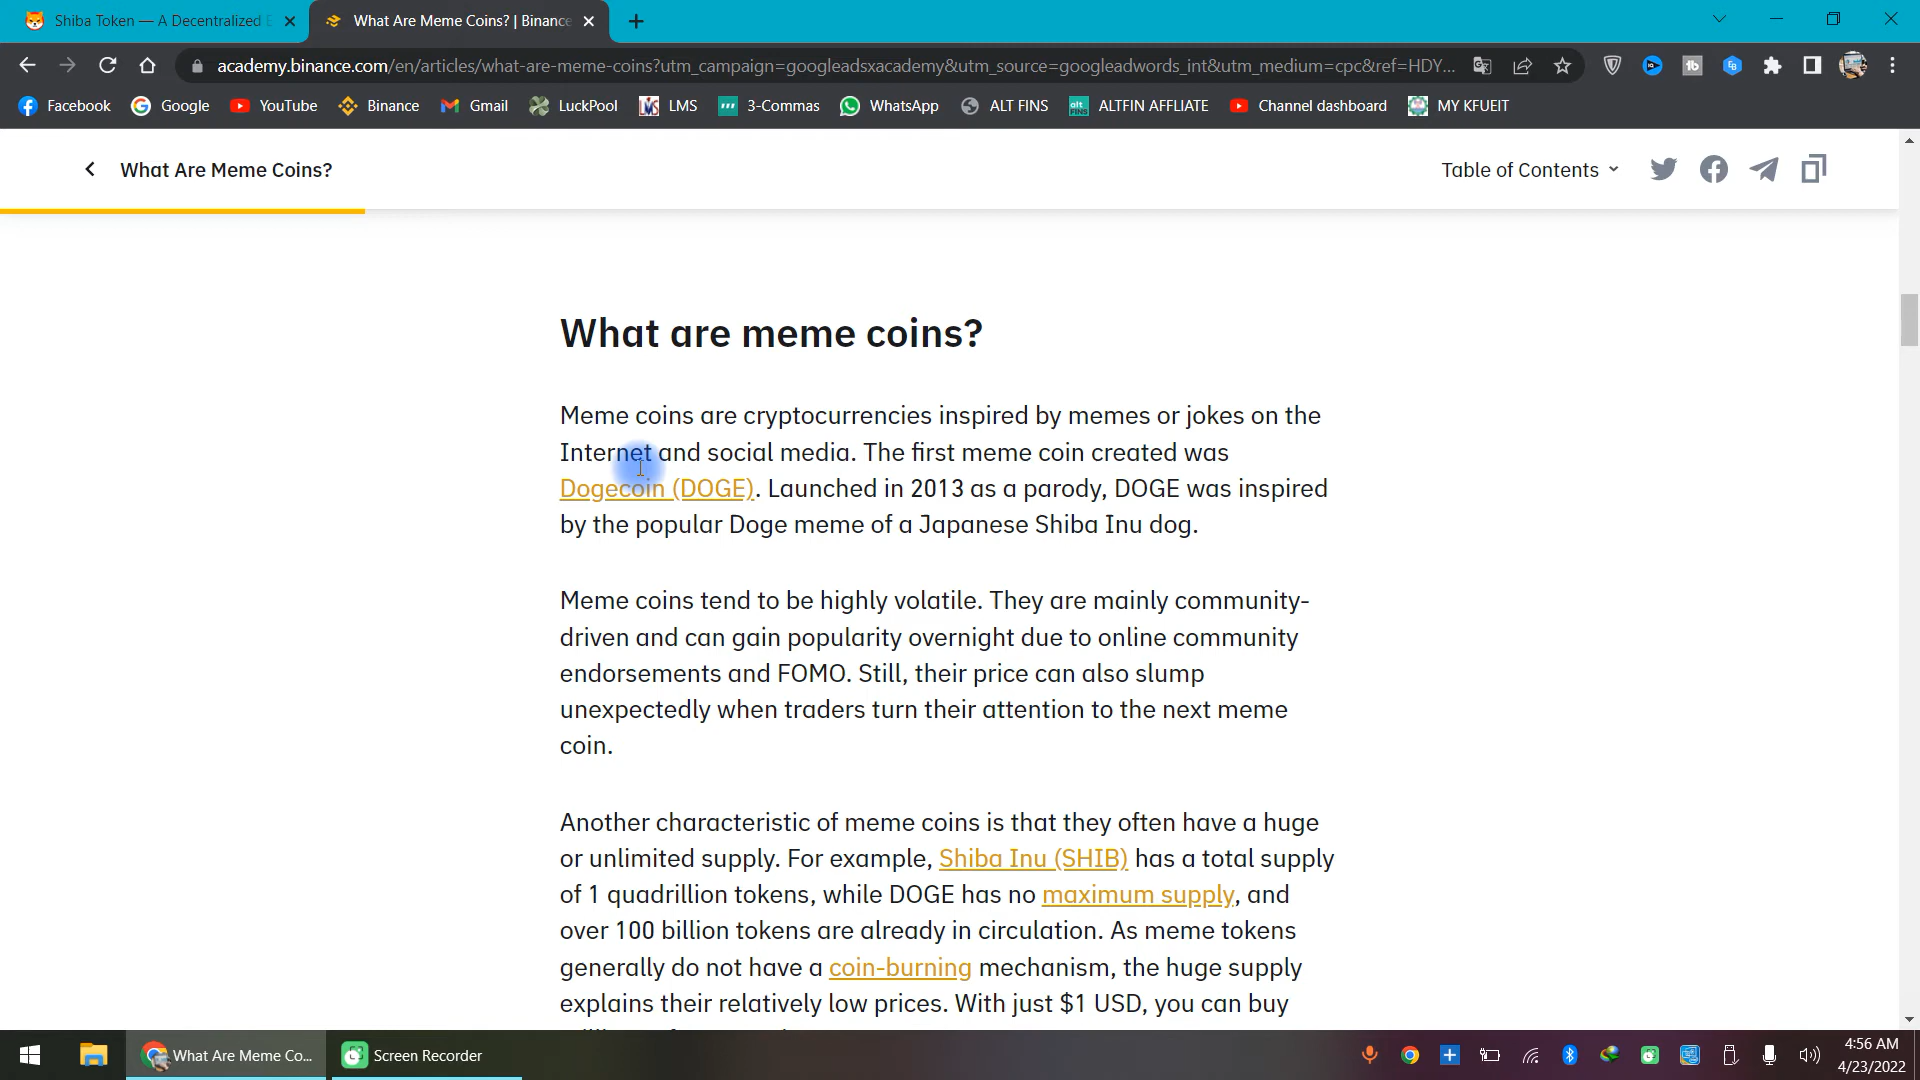 Shiba Token — A Decentralized
What Are Meme Coins? | Binance
academy.binance.com/en/articles/what-are-meme-coins?utm_campaign=googleadsxacademy&utm_source=googleadwords_int&utm_medium=cpc&ref=HDY...
Facebook Google YouTube Binance Gmail LuckPool LMS 3-Commas WhatsApp ALT FINS ALTFIN AFFLIATE Channel dashboard MY KFUEIT
What Are Meme Coins? Table of Contents
What are meme coins?
Meme coins are cryptocurrencies inspired by memes or jokes on the
Internet and social media. The first meme coin created was
Dogecoin (DOGE). Launched in 2013 as a parody, DOGE was inspired
by the popular Doge meme of a Japanese Shiba Inu dog.
Meme coins tend to be highly volatile. They are mainly community-
driven and can gain popularity overnight due to online community
endorsements and FOMO. Still, their price can also slump
unexpectedly when traders turn their attention to the next meme
coin.
Another characteristic of meme coins is that they often have a huge
or unlimited supply. For example, Shiba Inu (SHIB) has a total supply
of 1 quadrillion tokens, while DOGE has no maximum supply, and
over 100 billion tokens are already in circulation. As meme tokens
generally do not have a coin-burning mechanism, the huge supply
explains their relatively low prices. With just $1 USD, you can buy
What Are Meme Co... Screen Recorder
4:56 AM
4/23/2022